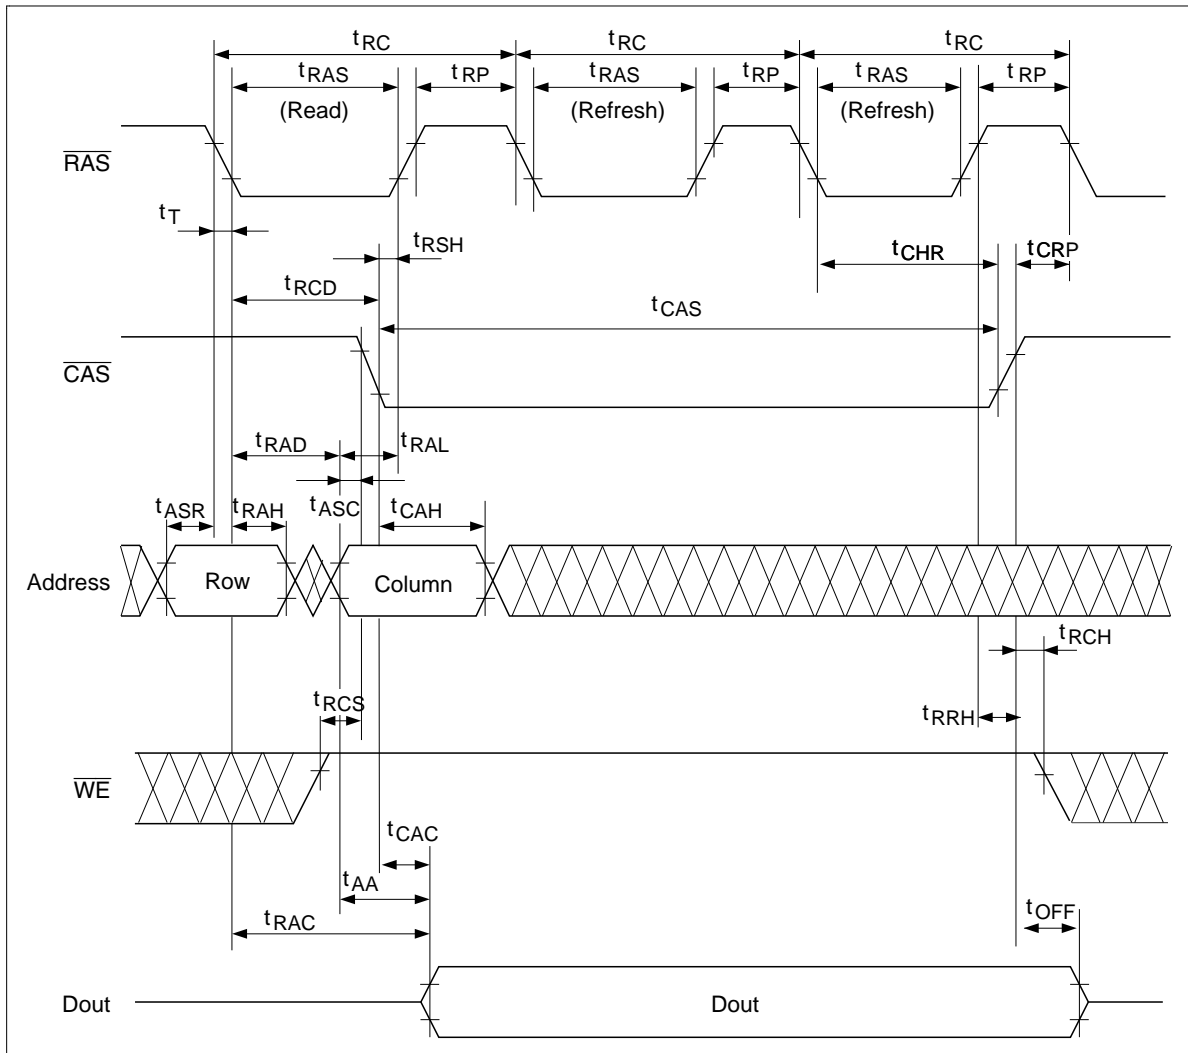 tRC tRC tRC
tRAS tRP tRAS tRP tRAS tRP
(Read) (Refresh) (Refresh)
RAS
tT
tRSH tCHR tCRP
tRCD
tCAS
CAS
tRAD tRAL
tASR tRAH tASC tCAH
Address Row Column
tRCH
tRCS tRRH
WE
tCAC
tAA
tRAC tOFF
Dout Dout